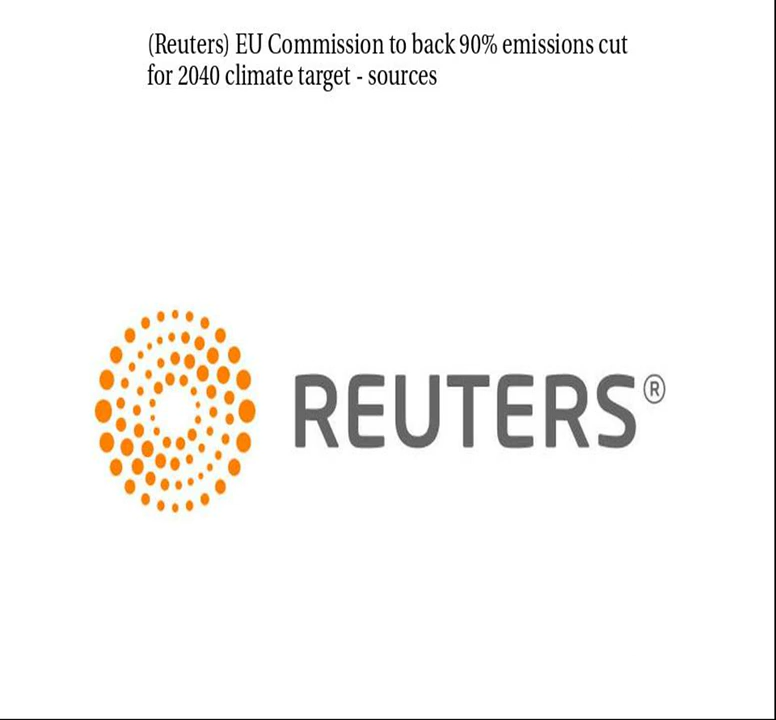 (Reuters) EU Commission to back 90% emissions cut
for 2040 climate target - sources
REUTERS®